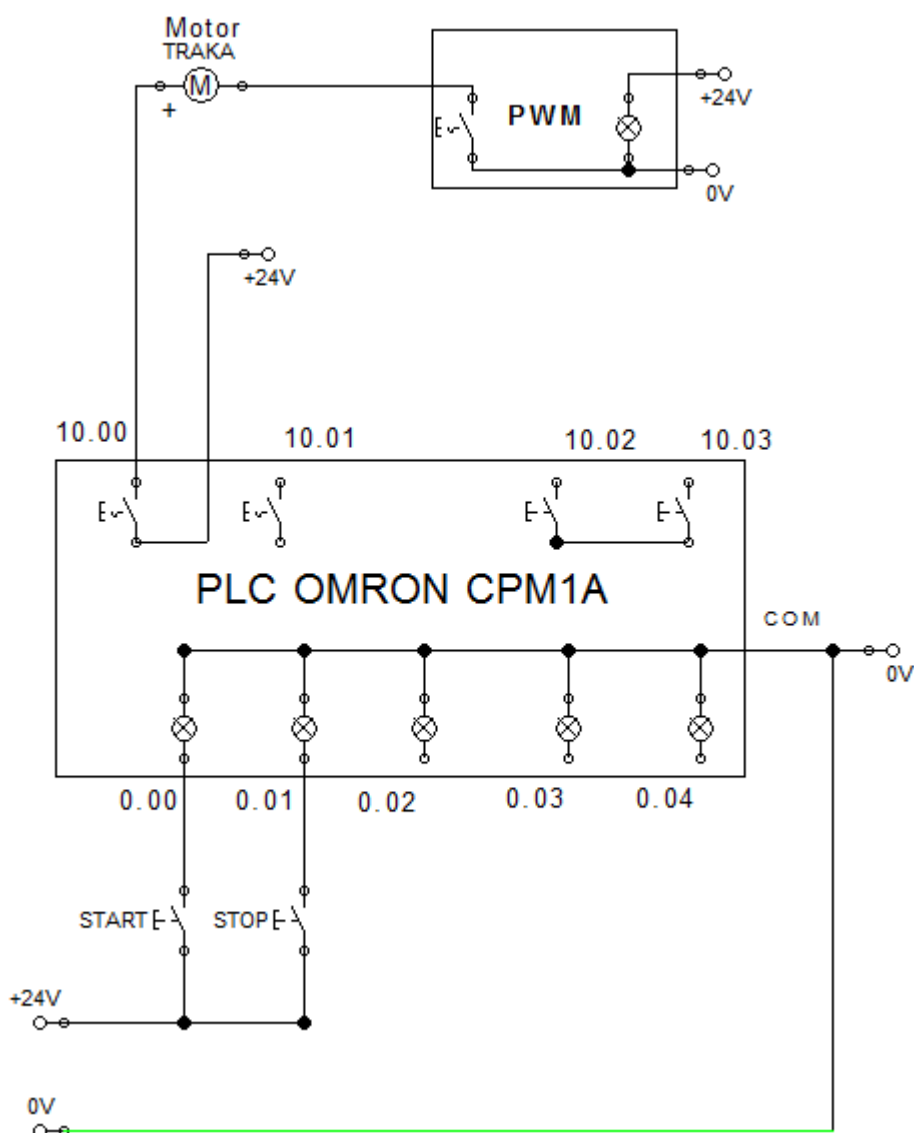 Motor
TRAKA
M
+
PWM
+24V
0V
+24V
10.00
10.01
10.02
10.03
PLC OMRON CPM1A
COM
0V
0.00
0.01
0.02
0.03
0.04
START
STOP
+24V
0V